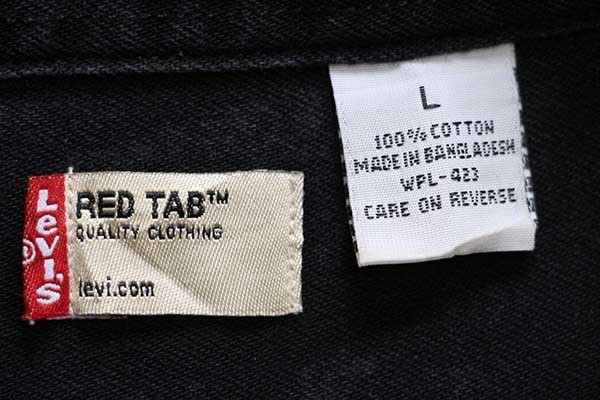 Levi's®
RED TAB™
QUALITY CLOTHING
levi.com
L
100% COTTON
MADE IN BANGLADESH
WPL-423
CARE ON REVERSE